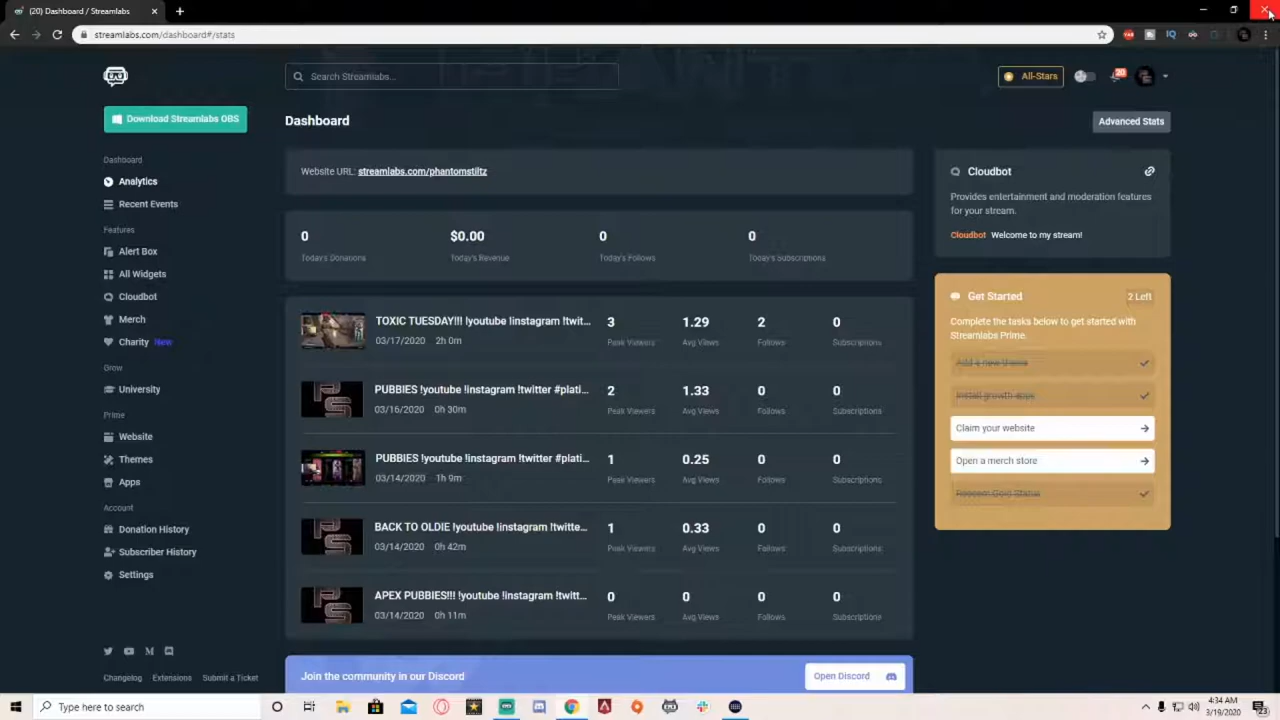 (20) Dashboard / Streamlabs
streamlabs.com/dashboard#/stats
Search Streamlabs...
All-Stars
20
Download Streamlabs OBS
Dashboard
Advanced Stats
Dashboard
Analytics
Recent Events
Features
Alert Box
All Widgets
Cloudbot
Merch
Charity New
Grow
University
Prime
Website
Themes
Apps
Account
Donation History
Subscriber History
Settings
Changelog Extensions Submit a Ticket
Website URL: streamlabs.com/phantomstiltz
0 $0.00 0 0
Today's Donations Today's Revenue Today's Follows Today's Subscriptions
TOXIC TUESDAY!!! !youtube !instagram !twit... 3 1.29 2 0
03/17/2020 2h 0m Peak Viewers Avg Views Follows Subscriptions
PUBBIES !youtube !instagram !twitter #plati... 2 1.33 0 0
03/16/2020 0h 30m Peak Viewers Avg Views Follows Subscriptions
PUBBIES !youtube !instagram !twitter #plati... 1 0.25 0 0
03/14/2020 1h 9m Peak Viewers Avg Views Follows Subscriptions
BACK TO OLDIE !youtube !instagram !twitte... 1 0.33 0 0
03/14/2020 0h 42m Peak Viewers Avg Views Follows Subscriptions
APEX PUBBIES!!! !youtube !instagram !twitt... 0 0 0 0
03/14/2020 0h 11m Peak Viewers Avg Views Follows Subscriptions
Join the community in our Discord
Open Discord
Cloudbot
Provides entertainment and moderation features
for your stream.
Cloudbot Welcome to my stream!
Get Started 2 Left
Complete the tasks below to get started with
Streamlabs Prime.
Add a new theme
Install growth apps
Claim your website
Open a merch store
Redeem Gold Status
Type here to search
4:34 AM
3/19/2020
23